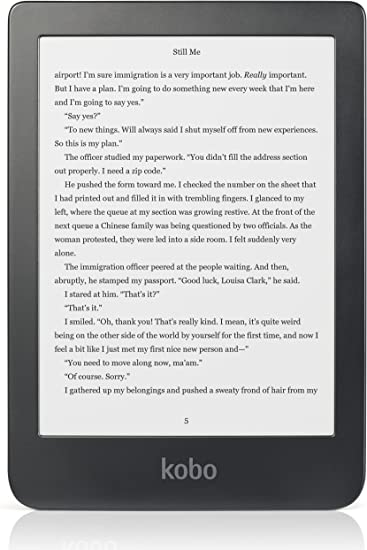 Still Me
airport! I'm sure immigration is a very important job. Really important.
But I have a plan. I'm going to do something new every week that I'm here
and I'm going to say yes."
"Say yes?"
"To new things. Will always said I shut myself off from new experiences.
So this is my plan."
The officer studied my paperwork. "You didn't fill the address section
out properly. I need a zip code."
He pushed the form toward me. I checked the number on the sheet that
I had printed out and filled it in with trembling fingers. I glanced to my
left, where the queue at my section was growing restive. At the front of the
next queue a Chinese family was being questioned by two officials. As the
woman protested, they were led into a side room. I felt suddenly very
alone.
The immigration officer peered at the people waiting. And then,
abruptly, he stamped my passport. "Good luck, Louisa Clark," he said.
I stared at him. "That's it?"
"That's it."
I smiled. "Oh, thank you! That's really kind. I mean, it's quite weird
being on the other side of the world by yourself for the first time, and now I
feel a bit like I just met my first nice new person and—"
"You need to move along now, ma'am."
"Of course. Sorry."
I gathered up my belongings and pushed a sweaty frond of hair from my
5
kobo